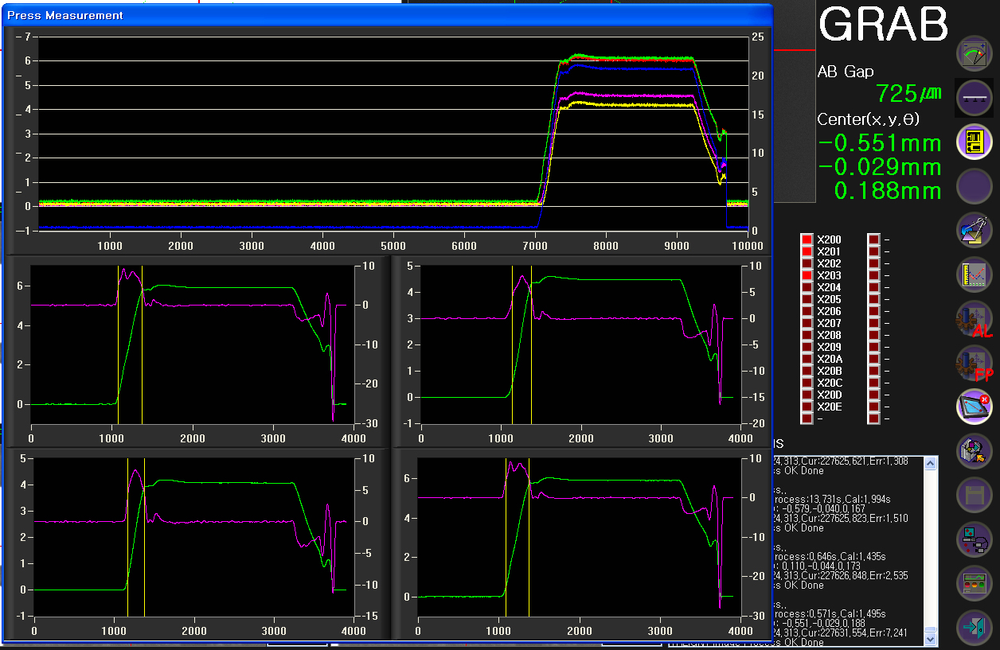 Press Measurement
7
6
5
4
3
2
1
0
-1
25
20
15
10
5
0
1000 2000 3000 4000 5000 6000 7000 8000 9000 10000
6
4
2
0
10
0
-10
-20
-30
0 1000 2000 3000 4000
5
4
3
2
1
0
-1
10
5
0
-5
-10
-15
-20
0 1000 2000 3000 4000
5
4
3
2
1
0
-1
10
5
0
-5
-10
-15
0 1000 2000 3000 4000
6
4
2
0
10
0
-10
-20
-30
0 1000 2000 3000 4000
GRAB
AB Gap
725㎛
Center(x,y,θ)
-0.551mm
-0.029mm
0.188mm
X200 -
X201 -
X202 -
X203 -
X204 -
X205 -
X206 -
X207 -
X208 -
X209 -
X20A -
X20B -
X20C -
X20D -
X20E -
- -
AL
FP
4,313,Cur:227625,621,Err:1,308
s OK Done
s..
rocess:13,731s,Cal:1,994s
: -0,579,-0,040,0,167
4,313,Cur:227625,823,Err:1,510
s OK Done
s..
rocess:0,646s,Cal:1,435s
: 0,110,-0,044,0,173
4,313,Cur:227626,848,Err:2,535
s OK Done
s..
rocess:0,571s,Cal:1,495s
: -0,551,-0,029,0,188
4,313,Cur:227631,554,Err:7,241
s OK Done